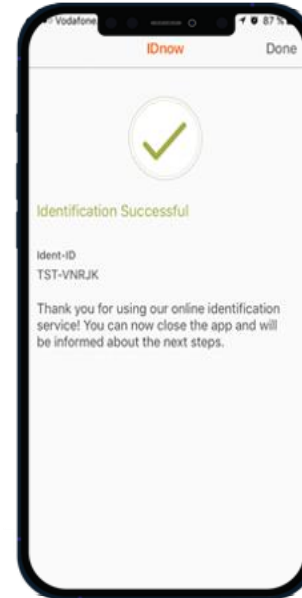 Vodafone
87 %
IDnow
Done
Identification Successful
Ident-ID
TST-VNRJK
Thank you for using our online identification
service! You can now close the app and will
be informed about the next steps.